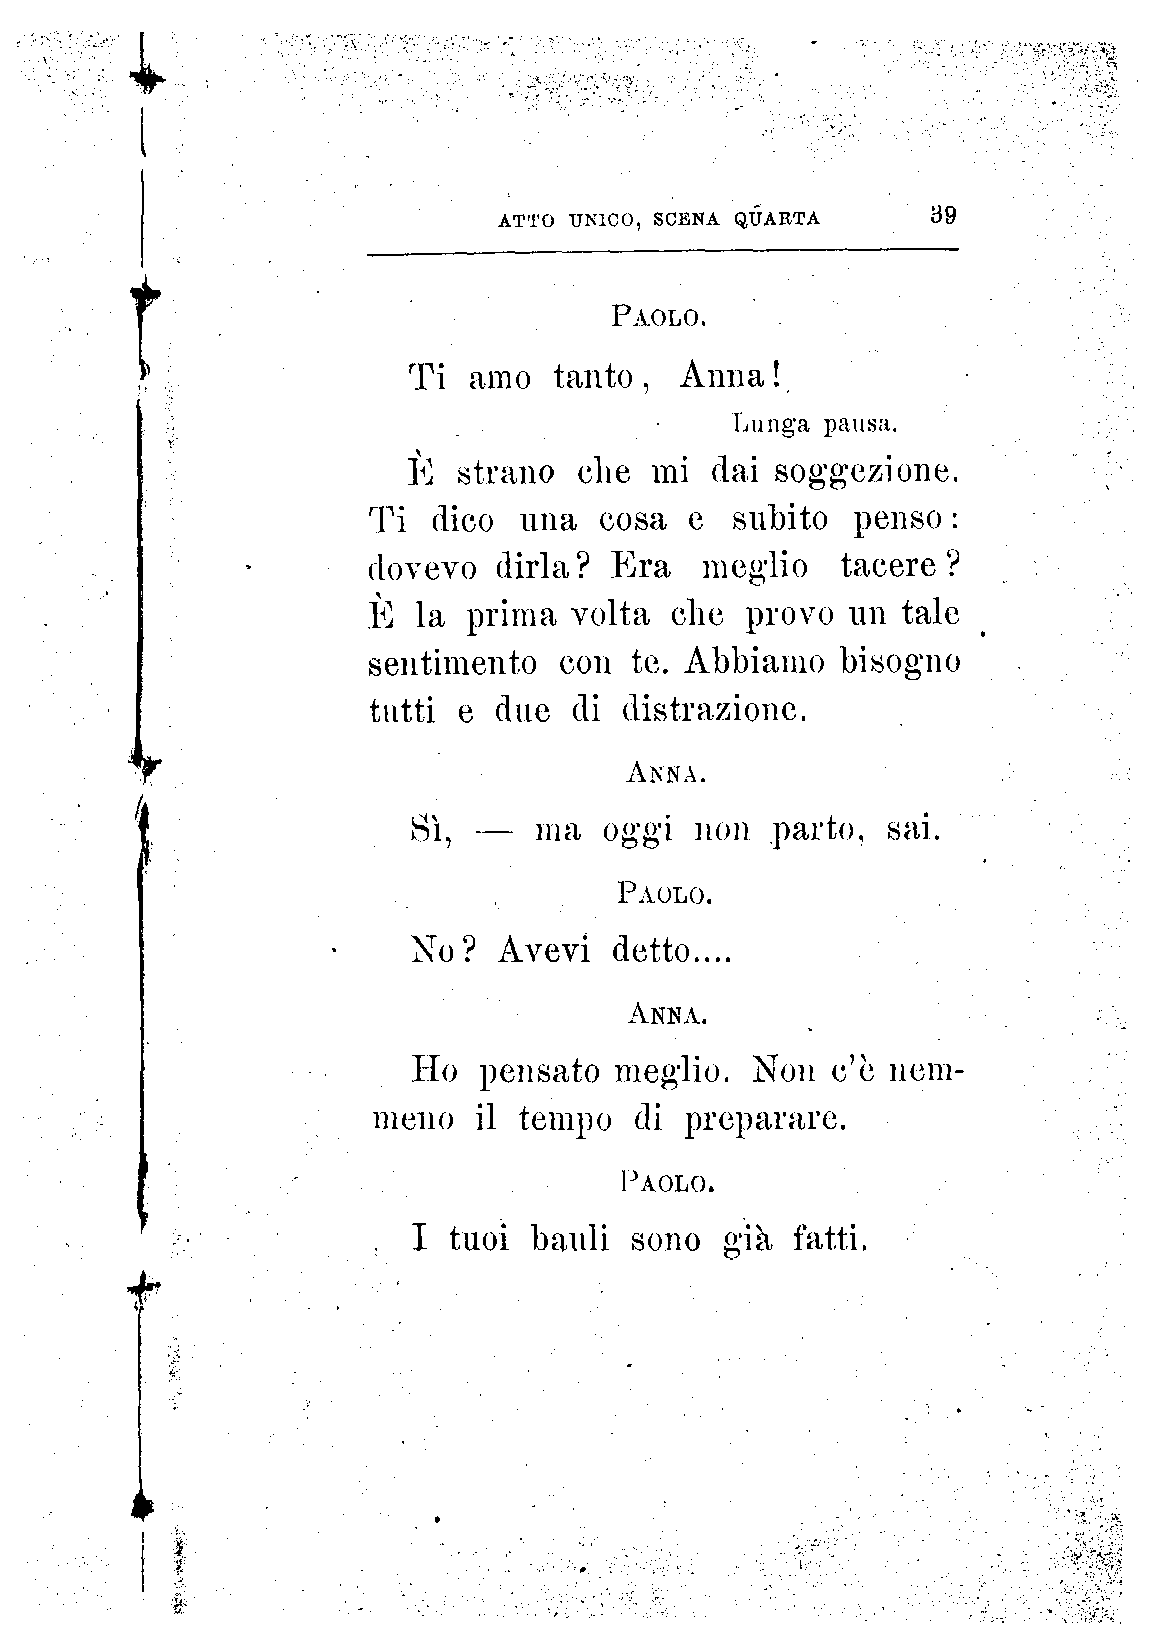 ATTO UNICO, SCENA QUARTA 39
PAOLO.
Ti amo tanto, Anna!
Lunga pausa.
È strano che mi dai soggezione.
Ti dico una cosa e subito penso:
dovevo dirla? Era meglio tacere?
È la prima volta che provo un tale
sentimento con te. Abbiamo bisogno
tutti e due di distrazione.
ANNA.
Sì, — ma oggi non parto, sai.
PAOLO.
No? Avevi detto....
ANNA.
Ho pensato meglio. Non c'è nem-
meno il tempo di preparare.
PAOLO.
I tuoi bauli sono già fatti.